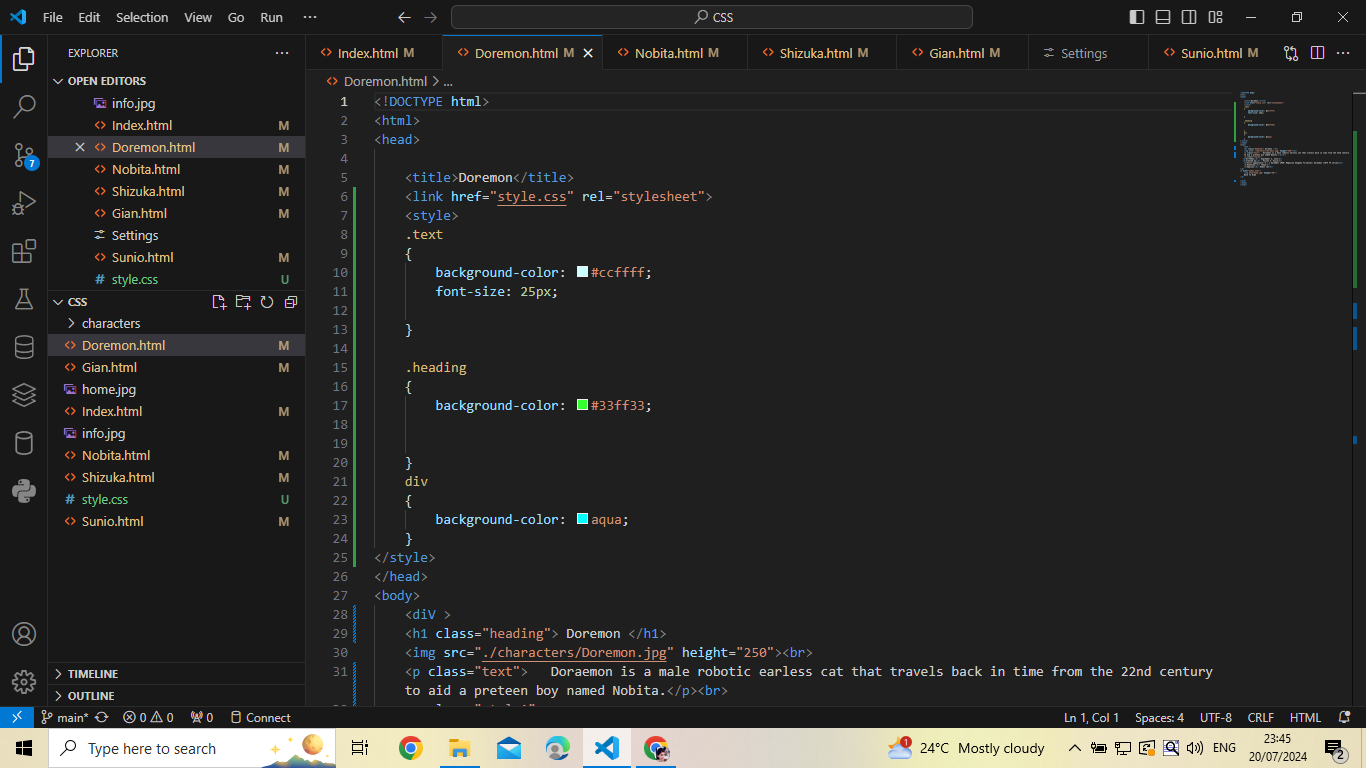 File Edit Selection View Go Run ··· CSS
EXPLORER ···
OPEN EDITORS
info.jpg
Index.html M
Doremon.html M
Nobita.html M
Shizuka.html M
Gian.html M
Settings
Sunio.html M
# style.css U
CSS
characters
Doremon.html M
Gian.html M
home.jpg
Index.html M
info.jpg
Nobita.html M
Shizuka.html M
# style.css U
Sunio.html M
TIMELINE
OUTLINE
7
Index.html M Doremon.html M Nobita.html M Shizuka.html M Gian.html M Settings Sunio.html M ···
Doremon.html > ...
1 <!DOCTYPE html>
2 <html>
3 <head>
4
5 <title>Doremon</title>
6 <link href="style.css" rel="stylesheet">
7 <style>
8 .text
9 {
10 background-color: #ccffff;
11 font-size: 25px;
12
13 }
14
15 .heading
16 {
17 background-color: #33ff33;
18
19
20 }
21 div
22 {
23 background-color: aqua;
24 }
25 </style>
26 </head>
27 <body>
28 <diV >
29 <h1 class="heading"> Doremon </h1>
30 <img src="./characters/Doremon.jpg" height="250"><br>
31 <p class="text">   Doraemon is a male robotic earless cat that travels back in time from the 22nd century
to aid a preteen boy named Nobita.</p><br>
main* 0 0 0 Connect Ln 1, Col 1 Spaces: 4 UTF-8 CRLF HTML
Type here to search 1 24°C Mostly cloudy ENG 23:45
20/07/2024 2